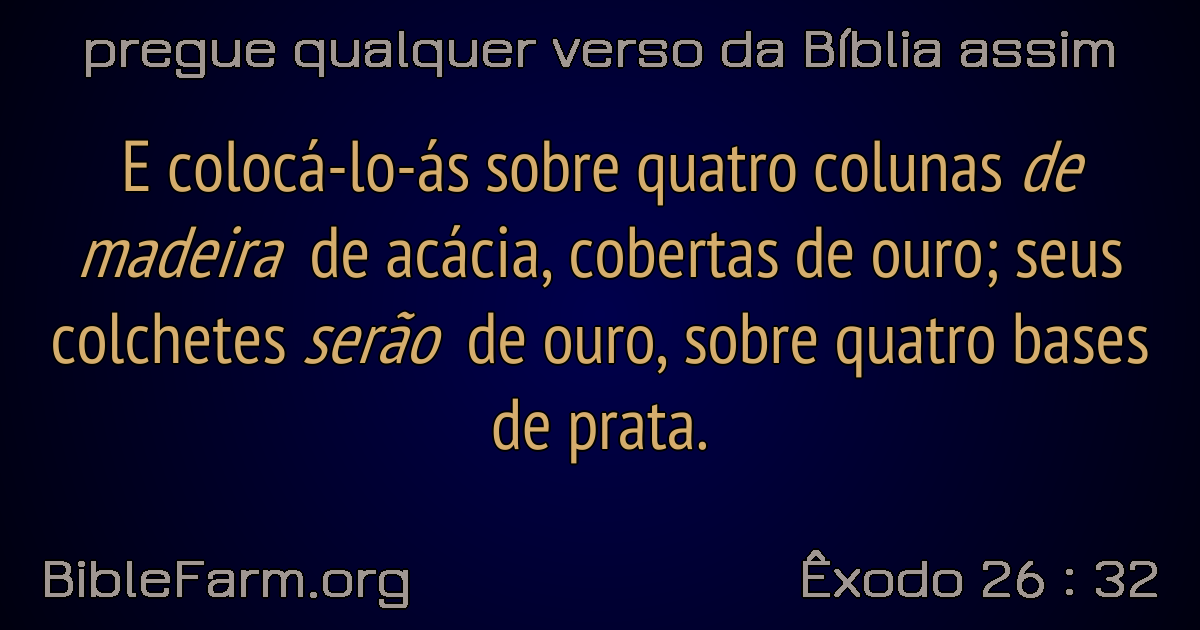 pregue qualquer verso da Bíblia assim
E colocá-lo-ás sobre quatro colunas de
madeira de acácia, cobertas de ouro; seus
colchetes serão de ouro, sobre quatro bases
de prata.
BibleFarm.org
Êxodo 26 : 32